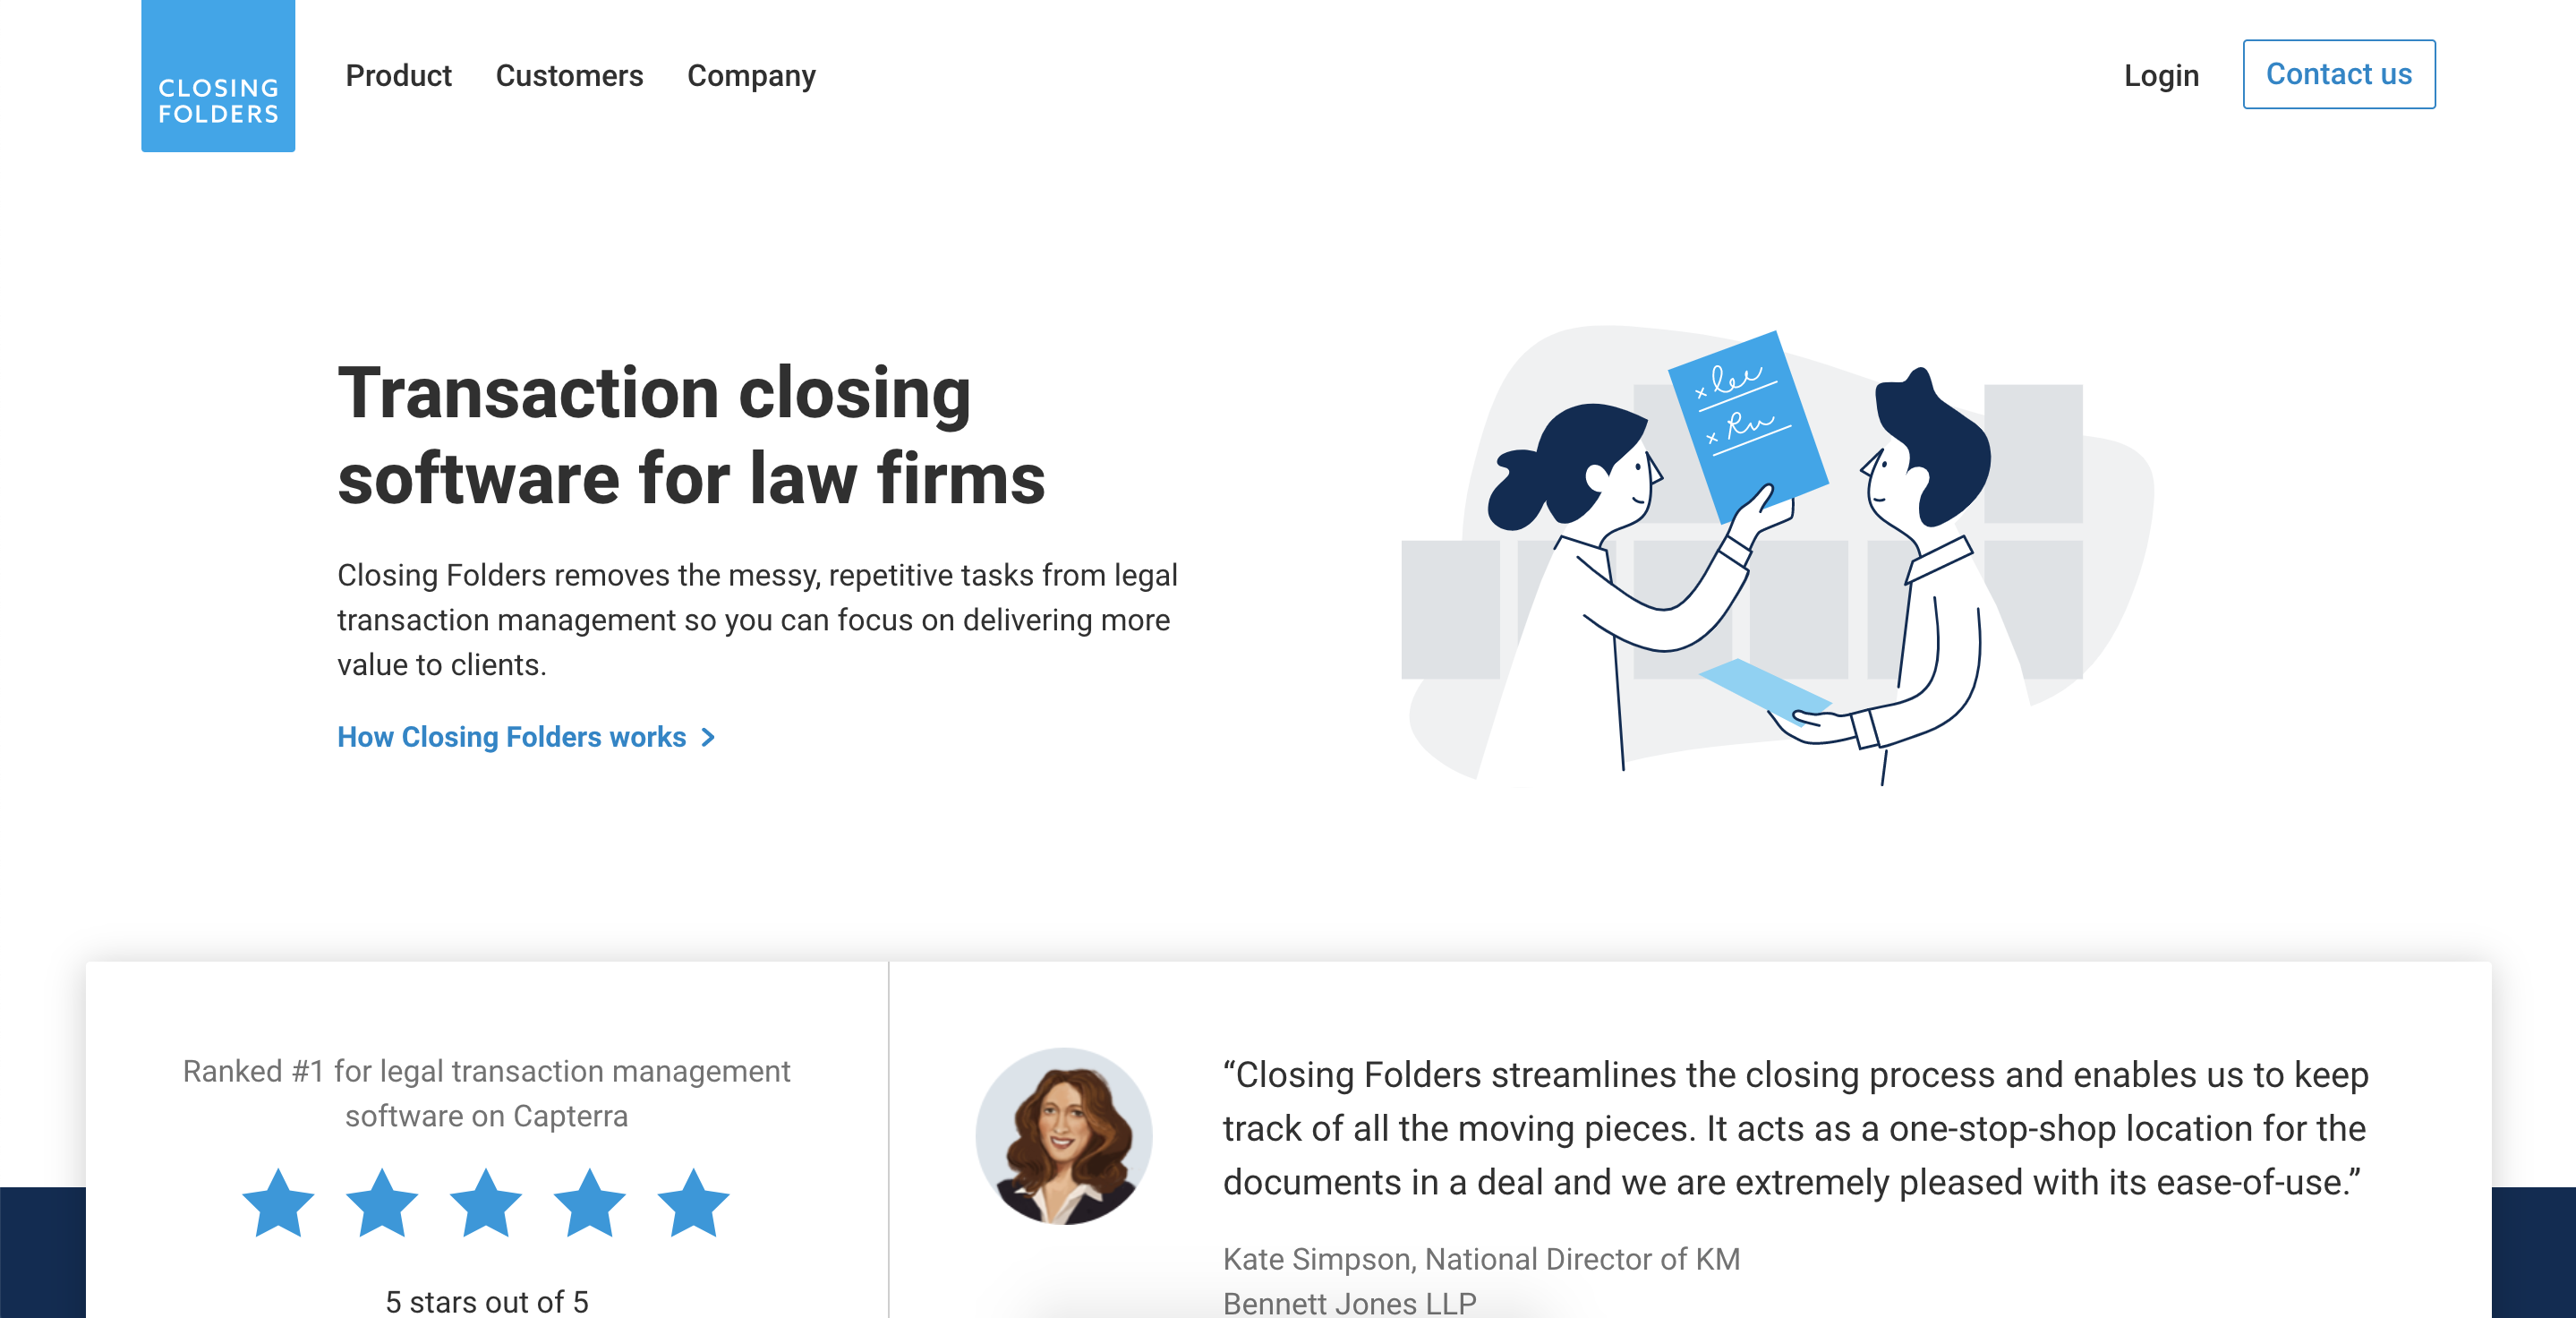 CLOSING
FOLDERS
Product
Customers
Company
Login
Contact us
Transaction closing
software for law firms
Closing Folders removes the messy, repetitive tasks from legal
transaction management so you can focus on delivering more
value to clients.
How Closing Folders works
x lee
x
Ranked #1 for legal transaction management
software on Capterra
5 stars out of 5
“Closing Folders streamlines the closing process and enables us to keep
track of all the moving pieces. It acts as a one-stop-shop location for the
documents in a deal and we are extremely pleased with its ease-of-use.”
Kate Simpson, National Director of KM
Bennett Jones LLP